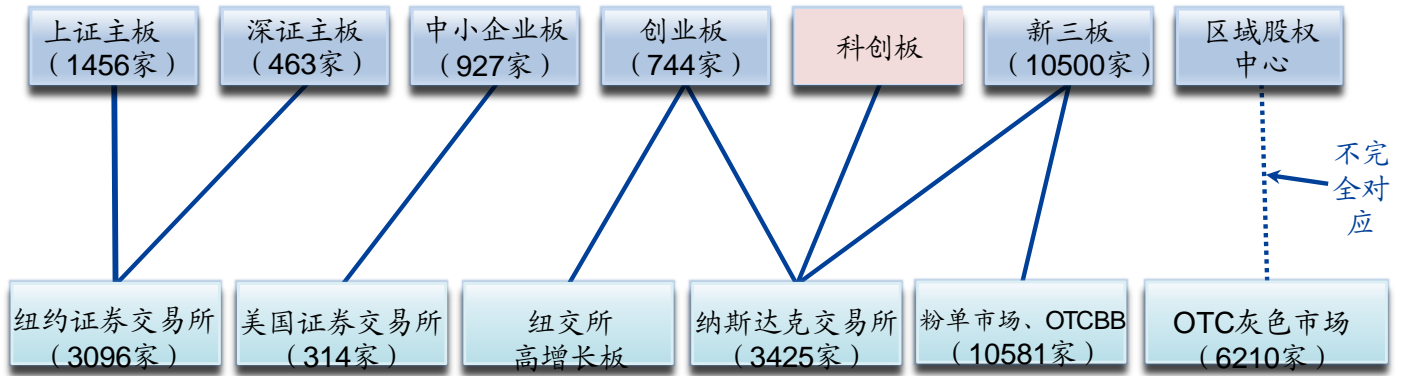 上证主板
（1456家）
深证主板
（463家）
中小企业板
（927家）
创业板
（744家）
科创板
新三板
（10500家）
区域股权
中心
不完
全对
应
纽约证券交易所
（3096家）
美国证券交易所
（314家）
纽交所
高增长板
纳斯达克交易所
（3425家）
粉单市场、OTCBB
（10581家）
OTC灰色市场
（6210家）